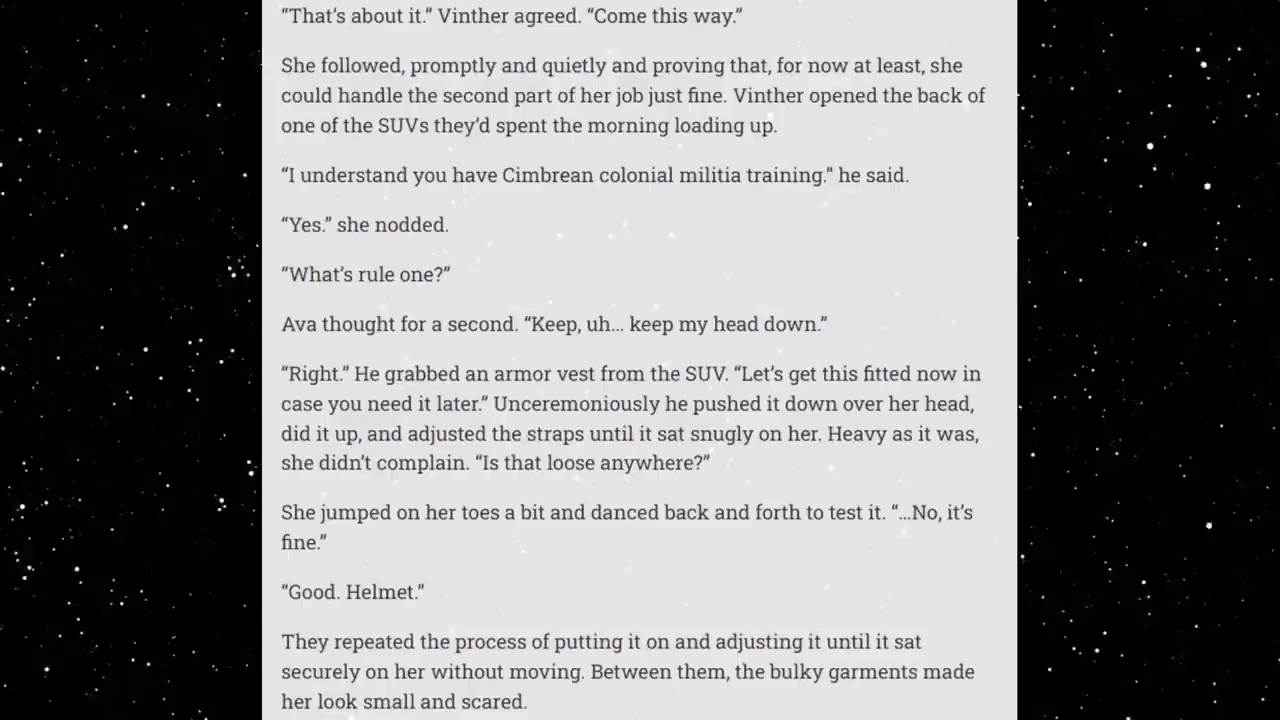 “That’s about it.” Vinther agreed. “Come this way.”
She followed, promptly and quietly and proving that, for now at least, she
could handle the second part of her job just fine. Vinther opened the back of
one of the SUVs they’d spent the morning loading up.
“I understand you have Cimbrean colonial militia training.” he said.
“Yes.” she nodded.
“What’s rule one?”
Ava thought for a second. “Keep, uh… keep my head down.”
“Right.” He grabbed an armor vest from the SUV. “Let’s get this fitted now in
case you need it later.” Unceremoniously he pushed it down over her head,
did it up, and adjusted the straps until it sat snugly on her. Heavy as it was,
she didn’t complain. “Is that loose anywhere?”
She jumped on her toes a bit and danced back and forth to test it. “…No, it’s
fine.”
“Good. Helmet.”
They repeated the process of putting it on and adjusting it until it sat
securely on her without moving. Between them, the bulky garments made
her look small and scared.